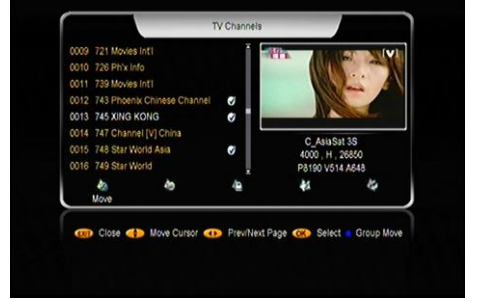 TV Channels
0009 721 Movies Int'l
0010 726 Ph'x Info
0011 739 Movies Int'l
0012 743 Phoenix Chinese Channel
0013 745 XING KONG
0014 747 Channel [V] China
0015 748 Star World Asia
0016 749 Star World
[V]
C_AsiaSat 3S
4000 , H , 26850
P8190 V514 A648
Move
EXIT Close Move Cursor Prev/Next Page OK Select Group Move